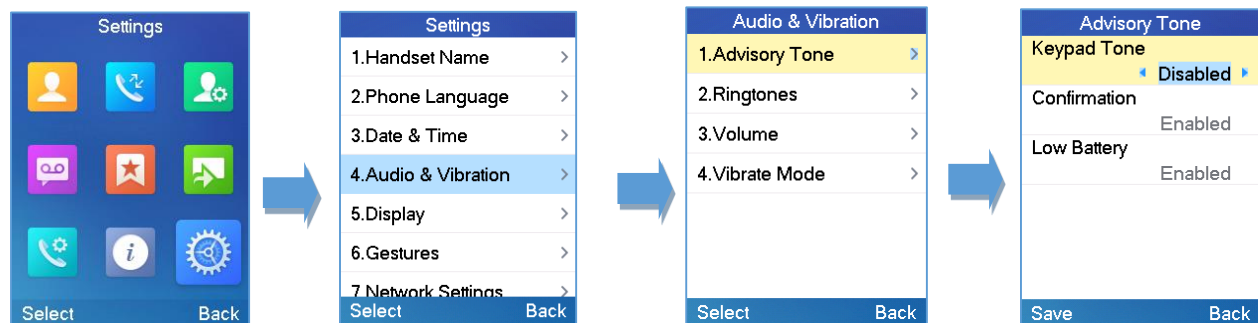 Settings
Select Back
Settings
1.Handset Name
2.Phone Language
3.Date & Time
4.Audio & Vibration
5.Display
6.Gestures
7.Network Settings
Select Back
Audio & Vibration
1.Advisory Tone
2.Ringtones
3.Volume
4.Vibrate Mode
Select Back
Advisory Tone
Keypad Tone
Disabled
Confirmation
Enabled
Low Battery
Enabled
Save Back